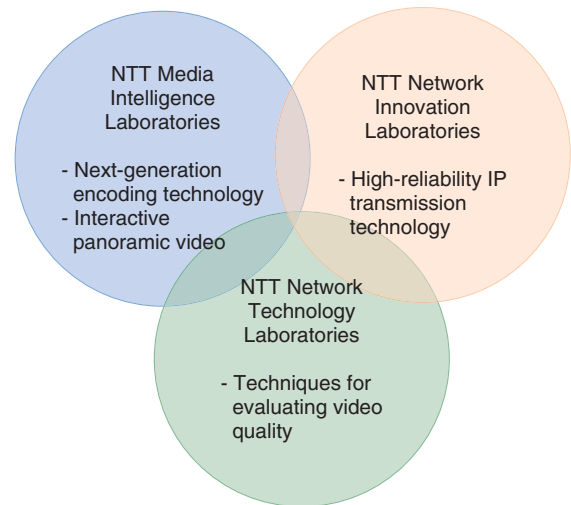 NTT Media
Intelligence
Laboratories
- Next-generation
encoding technology
- Interactive
panoramic video
NTT Network
Innovation
Laboratories
- High-reliability IP
transmission
technology
NTT Network
Technology
Laboratories
- Techniques for
evaluating video
quality